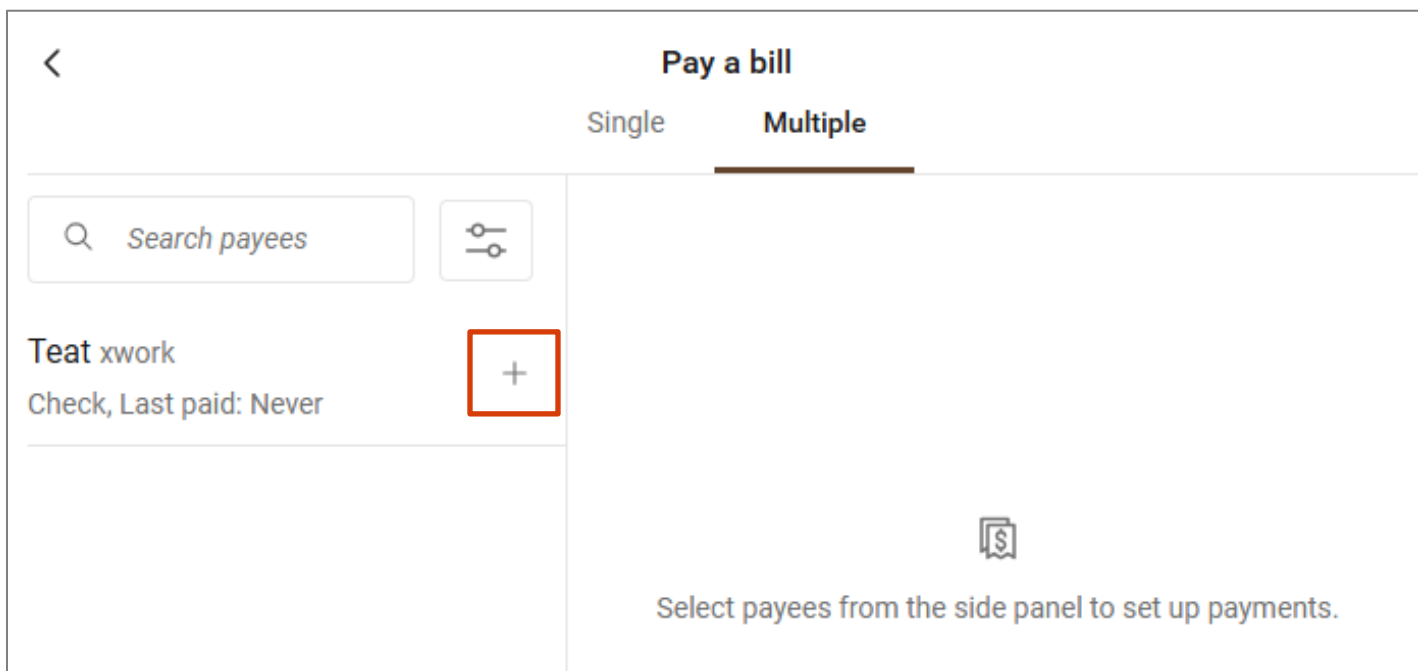 Pay a bill
Single Multiple
Search payees
Teat xwork
Check, Last paid: Never
Select payees from the side panel to set up payments.